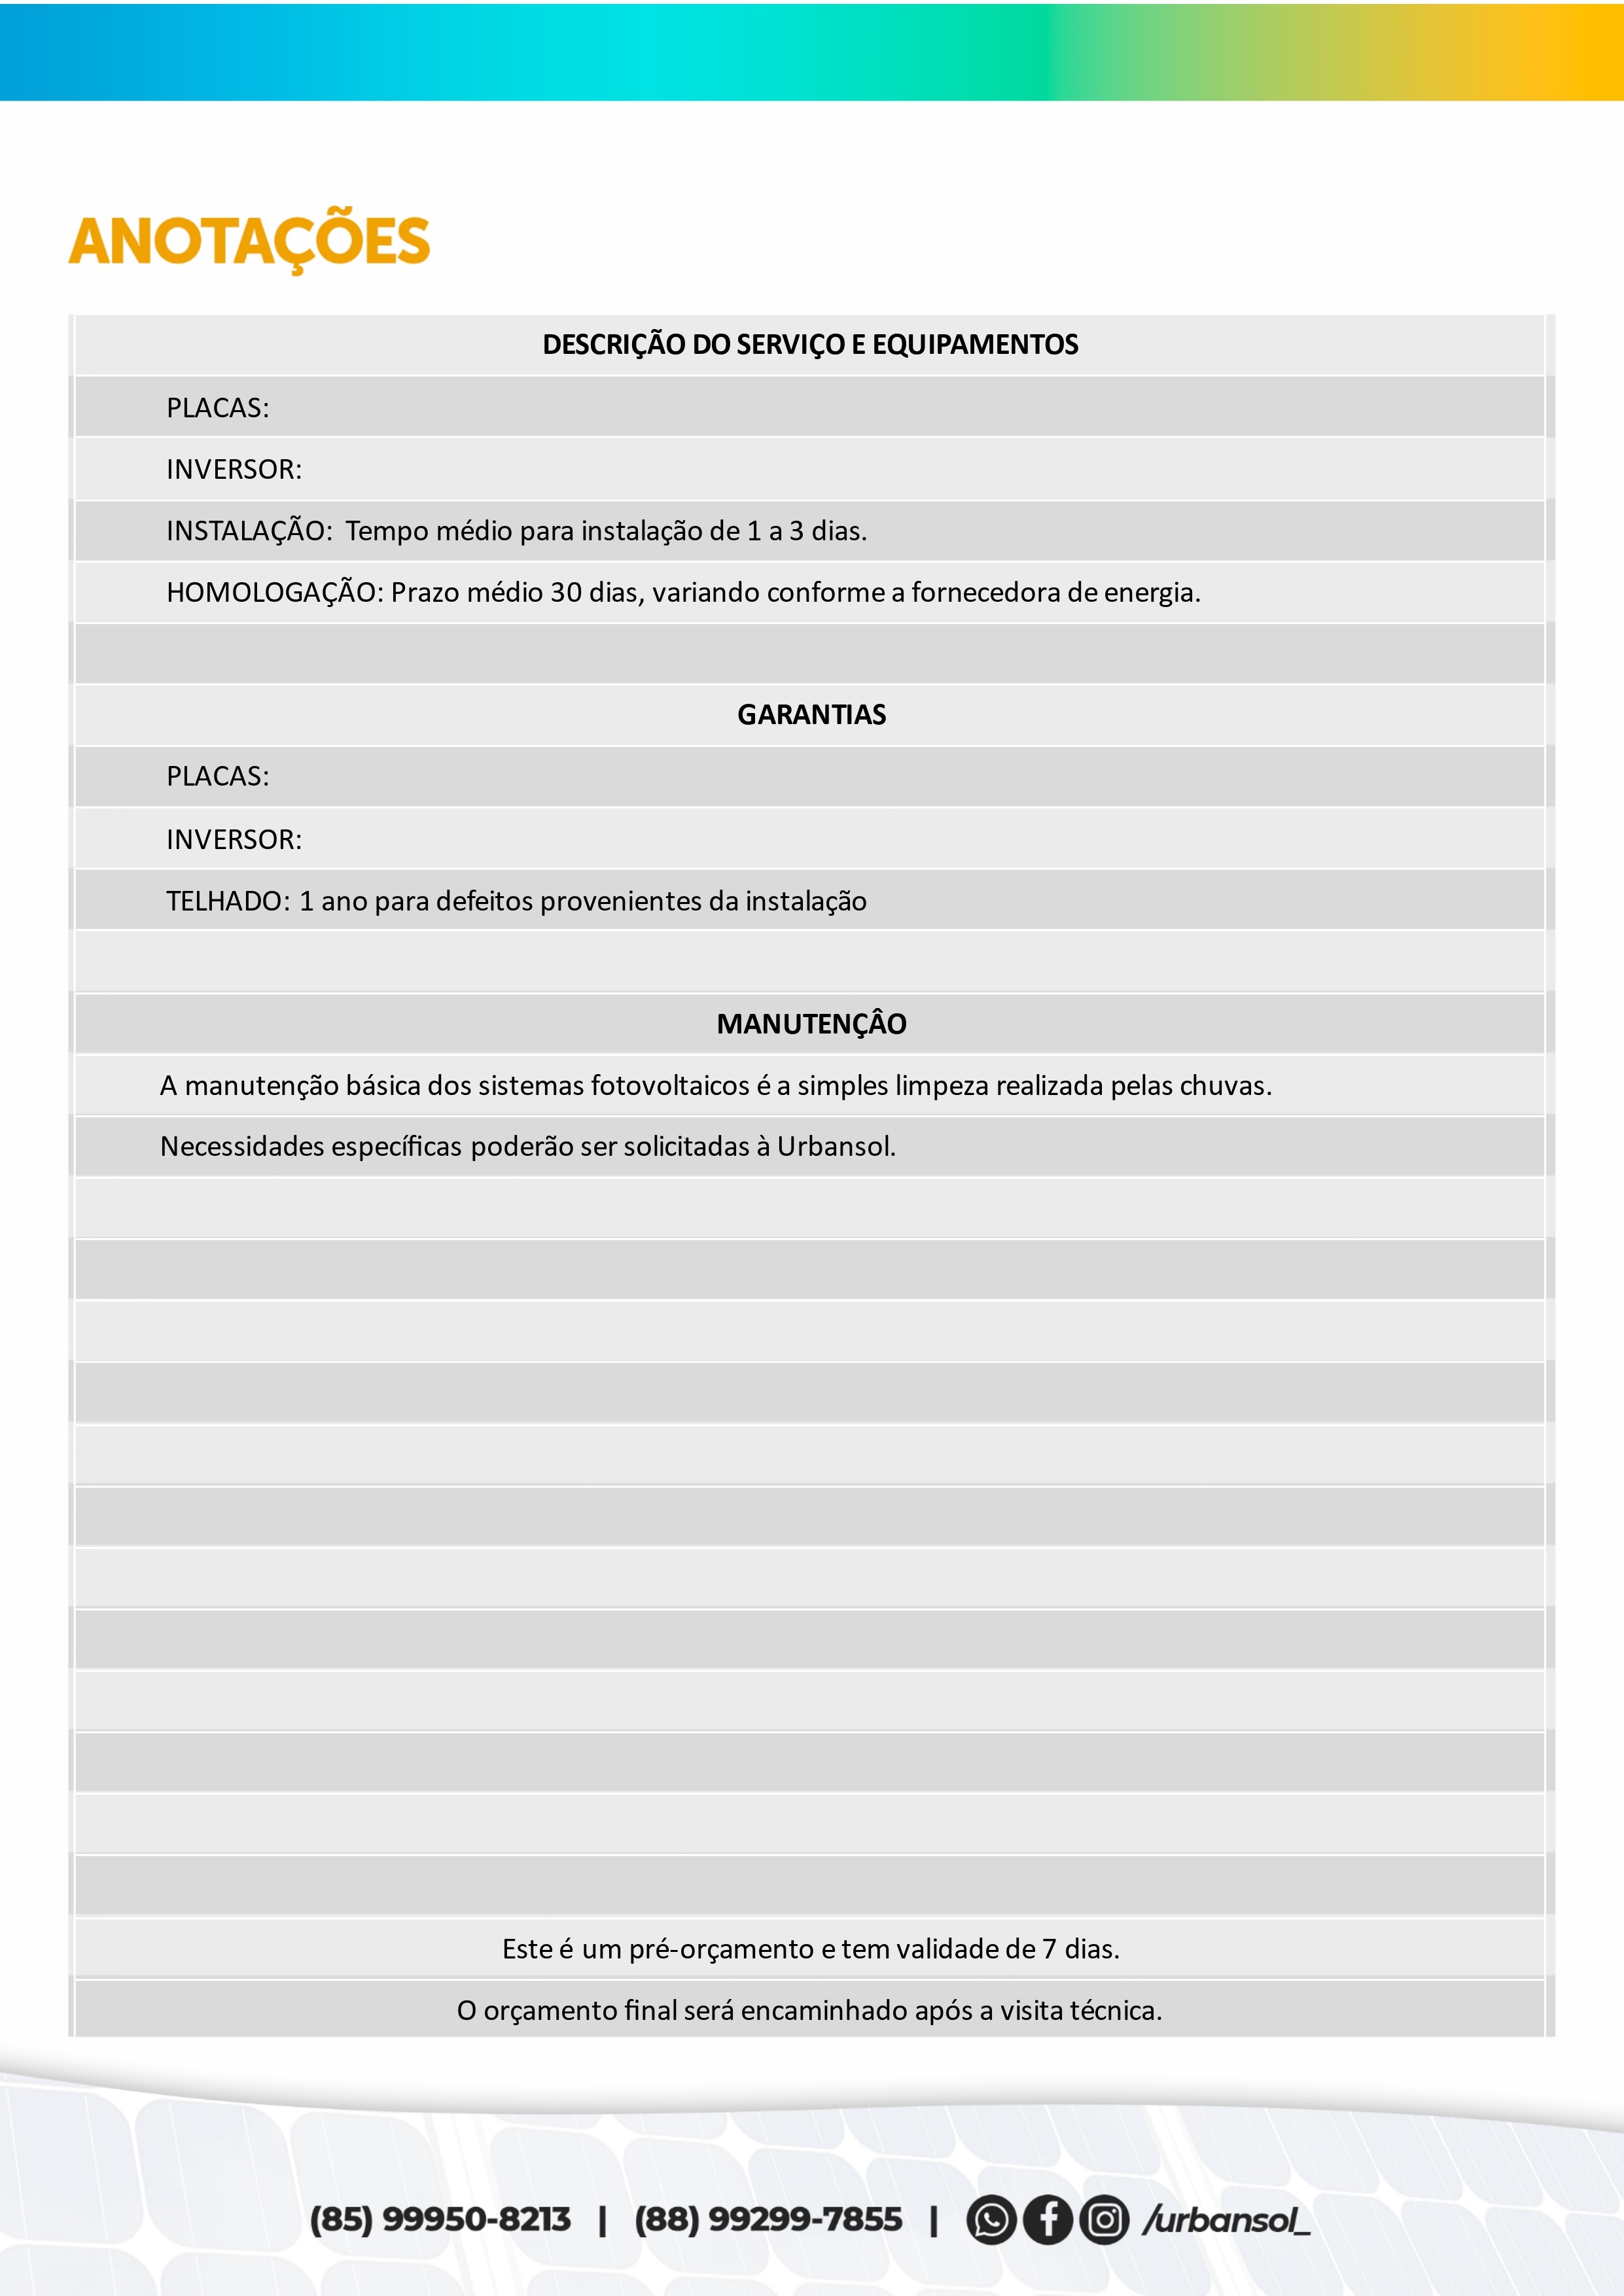 ANOTAÇÕES
DESCRIÇÃO DO SERVIÇO E EQUIPAMENTOS
PLACAS:
INVERSOR:
INSTALAÇÃO: Tempo médio para instalação de 1 a 3 dias.
HOMOLOGAÇÃO: Prazo médio 30 dias, variando conforme a fornecedora de energia.
GARANTIAS
PLACAS:
INVERSOR:
TELHADO: 1 ano para defeitos provenientes da instalação
MANUTENÇÂO
A manutenção básica dos sistemas fotovoltaicos é a simples limpeza realizada pelas chuvas.
Necessidades específicas poderão ser solicitadas à Urbansol.
Este é um pré-orçamento e tem validade de 7 dias.
O orçamento final será encaminhado após a visita técnica.
(85) 99950-8213 | (88) 99299-7855 | /urbansol_